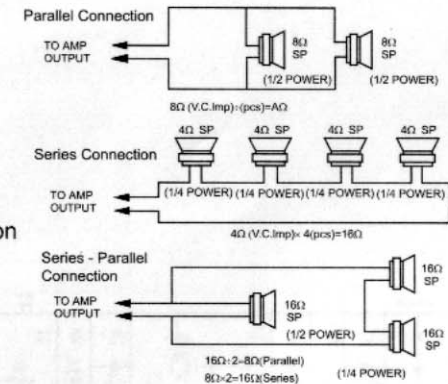 Parallel Connection
TO AMP
OUTPUT
8Ω
SP
8Ω
SP
(1/2 POWER)
(1/2 POWER)
8Ω (V.C.Imp)÷(pcs)=AΩ
4Ω SP
4Ω SP
4Ω SP
4Ω SP
Series Connection
TO AMP
OUTPUT
(1/4 POWER) (1/4 POWER) (1/4 POWER) (1/4 POWER)
4Ω (V.C.Imp)× 4(pcs)=16Ω
on
Series - Parallel
Connection
TO AMP
OUTPUT
16Ω
SP
16Ω
SP
16Ω
SP
(1/2 POWER)
16Ω÷2=8Ω(Parallel)
8Ω×2=16Ω(Series)
(1/4 POWER)